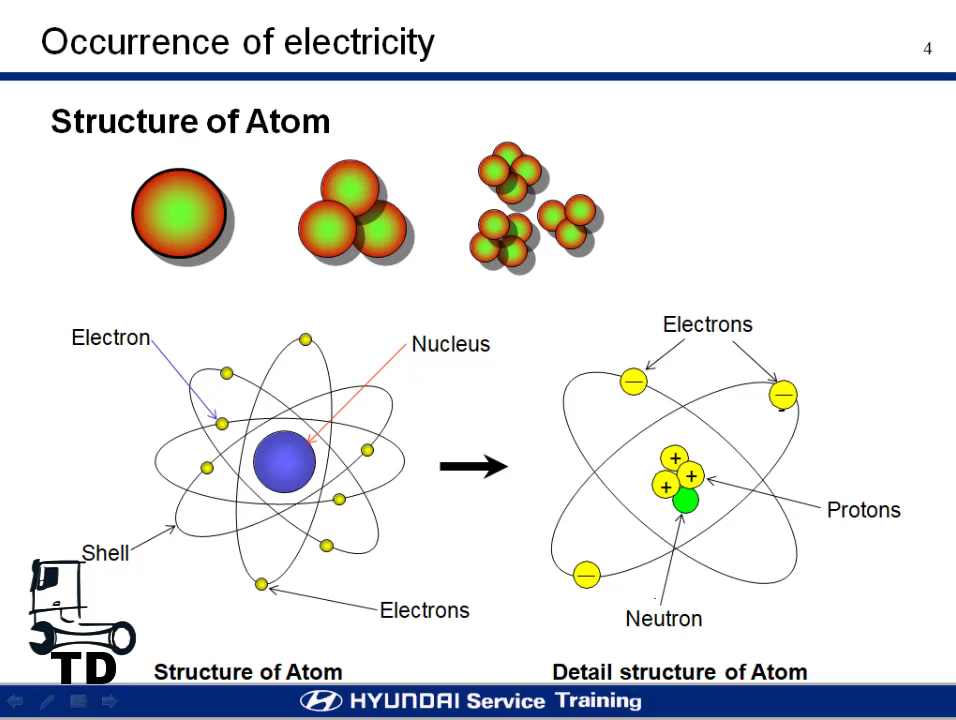 Occurrence of electricity
4
Structure of Atom
Electron
Nucleus
Shell
Electrons
Electrons
—
—
—
+
+
+
Protons
Neutron
TD
Structure of Atom
Detail structure of Atom
HYUNDAI Service Training